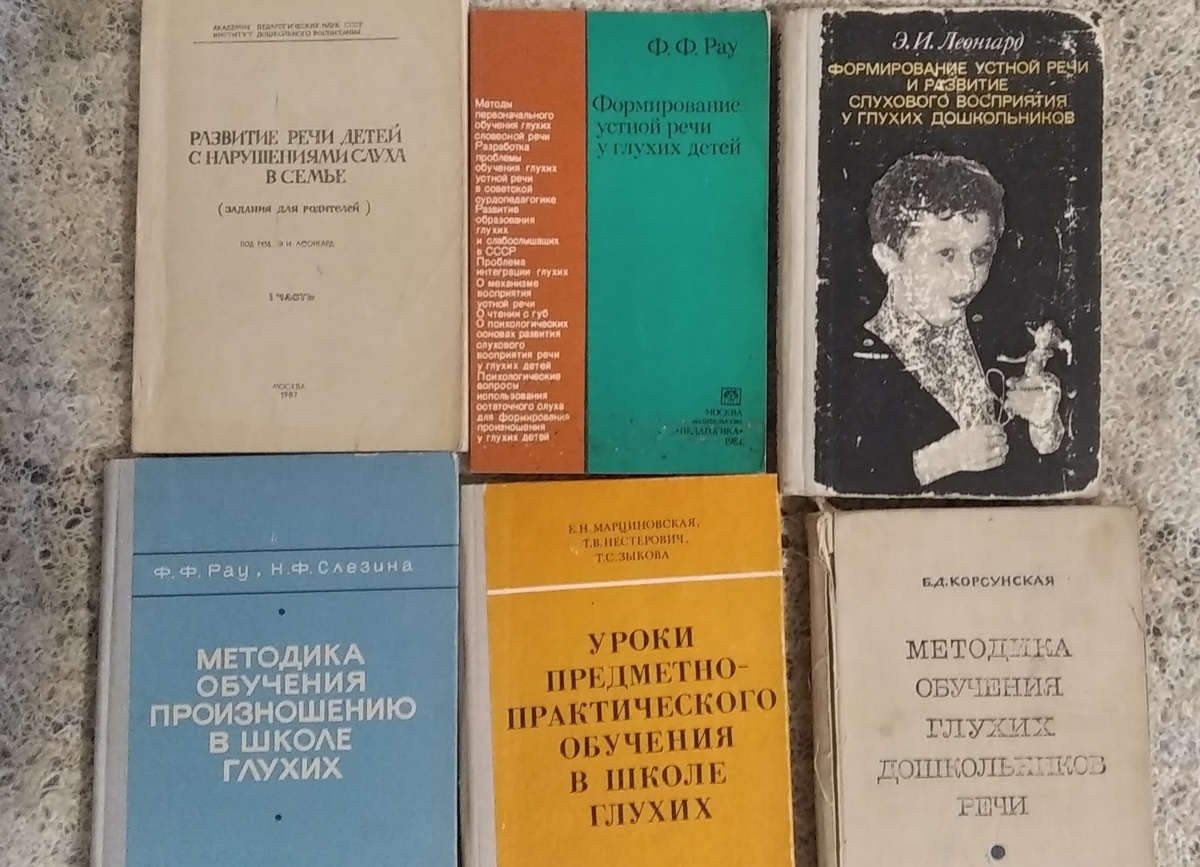 АКАДЕМИЯ ПЕДАГОГИЧЕСКИХ НАУК СССР
ИНСТИТУТ ДОШКОЛЬНОГО ВОСПИТАНИЯ
РАЗВИТИЕ РЕЧИ ДЕТЕЙ
С НАРУШЕНИЯМИ СЛУХА
В СЕМЬЕ
(ЗАДАНИЯ ДЛЯ РОДИТЕЛЕЙ)
ПОД РЕД. Э И ЛЕОНГАРД
I ЧАСТЬ
МОСКВА
1987
Ф. Ф. Рау
Формирование
устной речи
у глухих детей
Методы
первоначального
обучения глухих
словесной речи
Разработка
проблемы
обучения глухих
устной речи
в советской
сурдопедагогике
Развитие
образования
глухих
и слабослышащих
в СССР
Проблема
интеграции глухих
О механизме
восприятия
устной речи
О чтении с губ
О психологических
основах развития
слухового
восприятия речи
у глухих детей
Психологические
вопросы
использования
остаточного слуха
для формирования
произношения
у глухих детей
МОСКВА
ИЗДАТЕЛЬСТВО
«ПЕДАГОГИКА»
1981
Э. И. Леонгард
ФОРМИРОВАНИЕ УСТНОЙ РЕЧИ
И РАЗВИТИЕ
СЛУХОВОГО ВОСПРИЯТИЯ
У ГЛУХИХ ДОШКОЛЬНИКОВ
Ф. Ф. Рау, Н. Ф. Слезина
МЕТОДИКА
ОБУЧЕНИЯ
ПРОИЗНОШЕНИЮ
В ШКОЛЕ
ГЛУХИХ
Е. Н. МАРЦИНОВСКАЯ,
Т. В. НЕСТЕРОВИЧ,
Т. С. ЗЫКОВА
УРОКИ
ПРЕДМЕТНО-
ПРАКТИЧЕСКОГО
ОБУЧЕНИЯ
В ШКОЛЕ
ГЛУХИХ
Б. Д. КОРСУНСКАЯ
МЕТОДИКА
ОБУЧЕНИЯ
ГЛУХИХ
ДОШКОЛЬНИКОВ
РЕЧИ